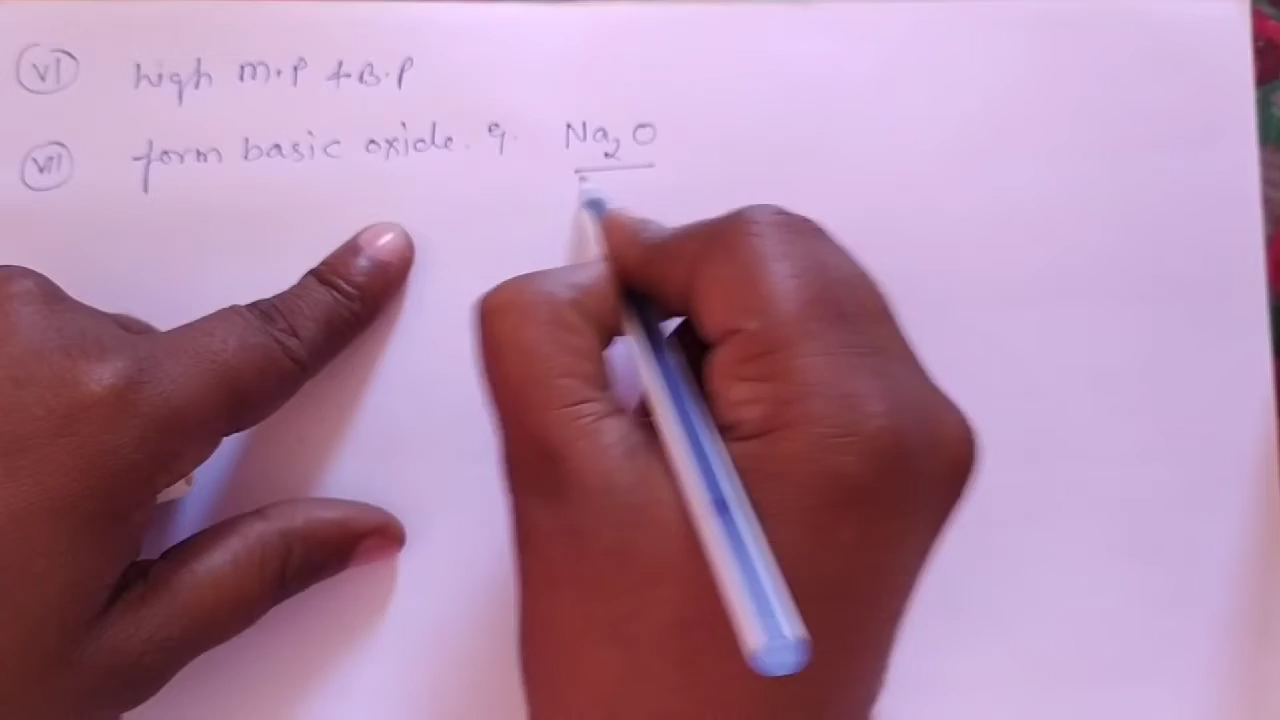 VI high m.p + B.P
VII form basic oxide. eg. Na₂O